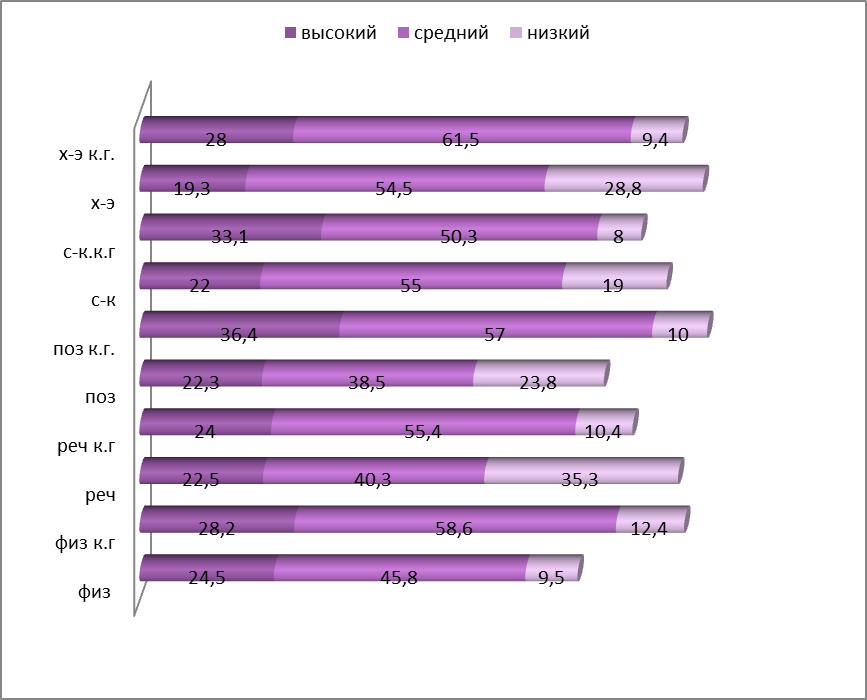 высокий средний низкий
х-э к.г. 28 61,5 9,4
х-э 19,3 54,5 28,8
с-к.к.г 33,1 50,3 8
с-к 22 55 19
поз к.г. 36,4 57 10
поз 22,3 38,5 23,8
реч к.г 24 55,4 10,4
реч 22,5 40,3 35,3
физ к.г 28,2 58,6 12,4
физ 24,5 45,8 9,5